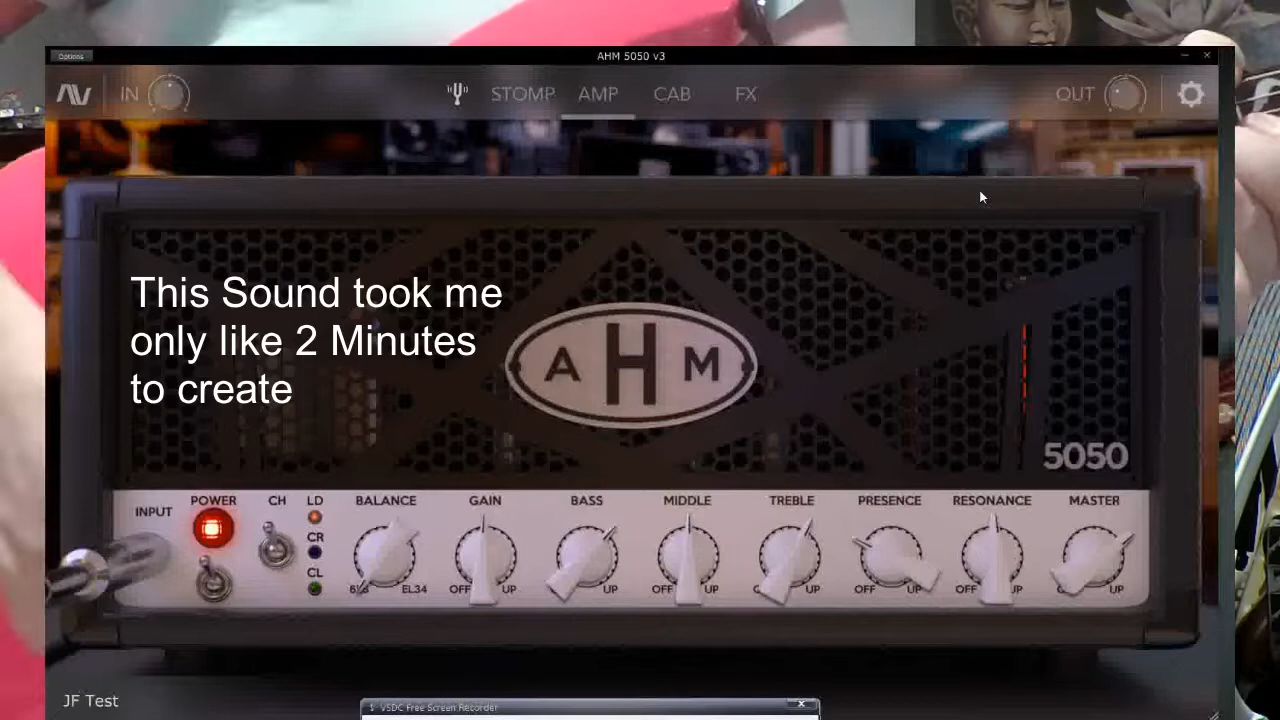 Options
AHM 5050 v3
IN
STOMP
AMP
CAB
FX
OUT
This Sound took me
only like 2 Minutes
to create
A H M
5050
INPUT
POWER
CH
LD
CR
CL
BALANCE
GAIN
BASS
MIDDLE
TREBLE
PRESENCE
RESONANCE
MASTER
EL34
OFF
UP
UP
OFF
UP
UP
OFF
UP
OFF
UP
UP
JF Test
VSDC Free Screen Recorder